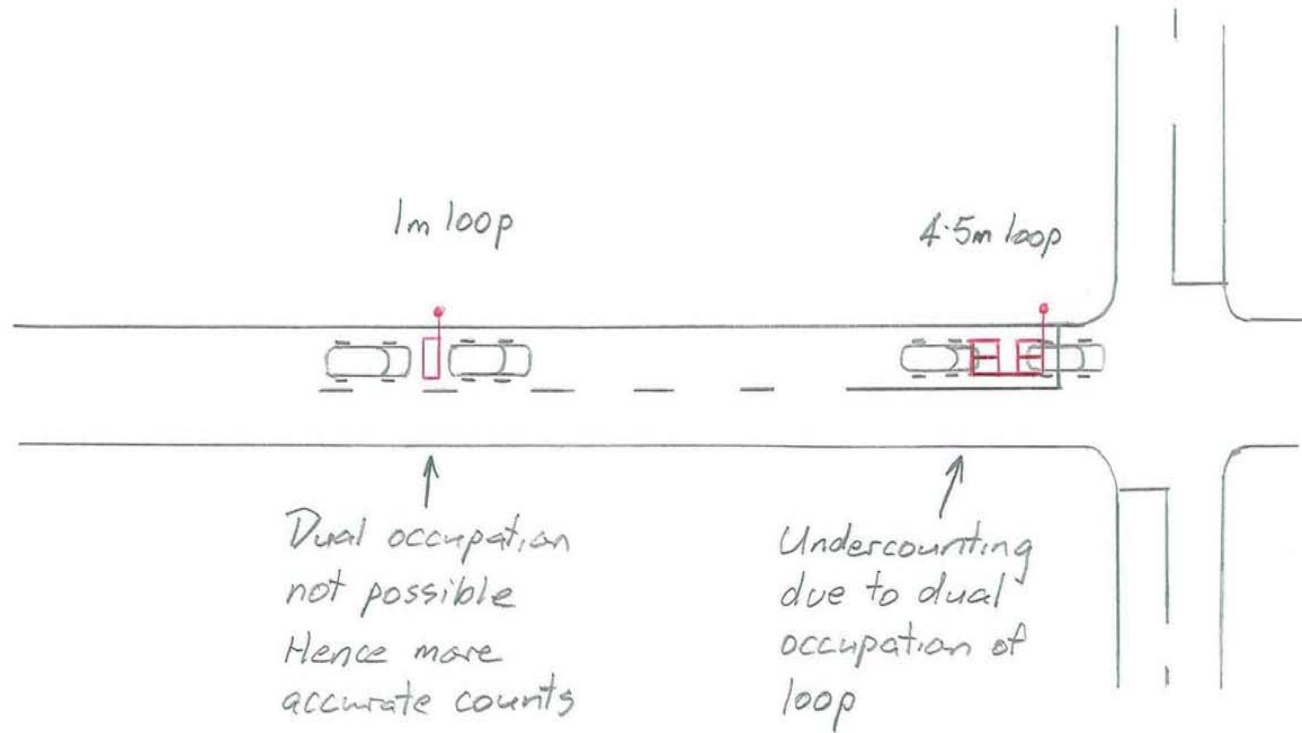 1m loop
4.5m loop
Dual occupation
not possible
Hence more
accurate counts
Undercounting
due to dual
occupation of
loop